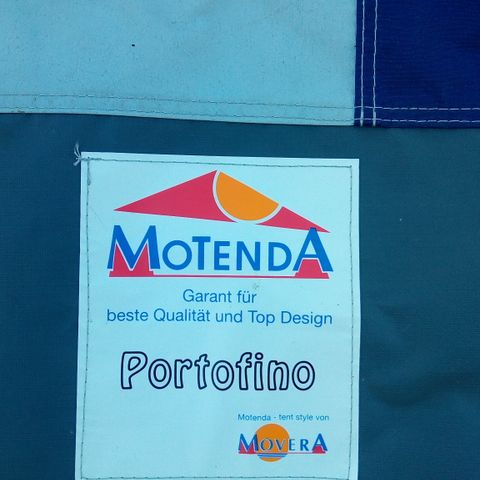 MOTENDA
Garant für
beste Qualität und Top Design
Portofino
Motenda - tent style von
MOVERA